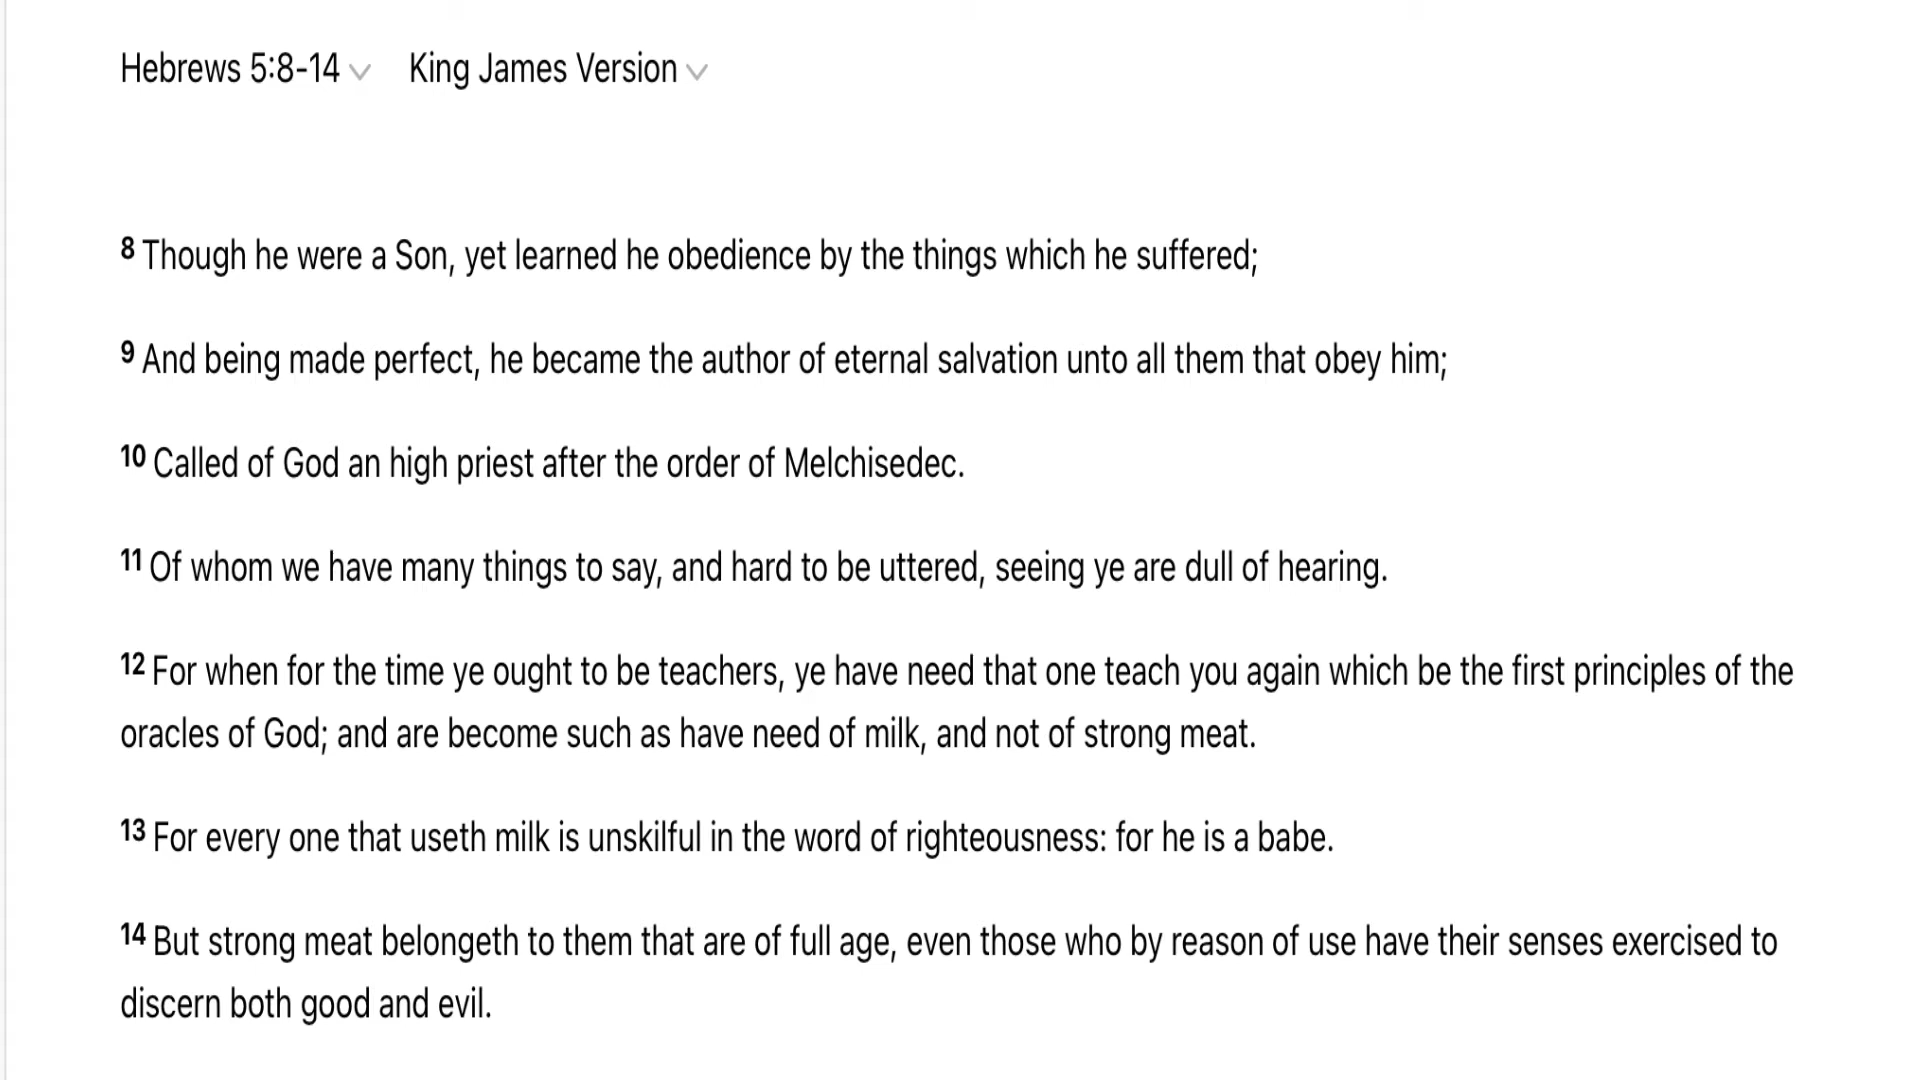 Hebrews 5:8-14 King James Version
8 Though he were a Son, yet learned he obedience by the things which he suffered;
9 And being made perfect, he became the author of eternal salvation unto all them that obey him;
10 Called of God an high priest after the order of Melchisedec.
11 Of whom we have many things to say, and hard to be uttered, seeing ye are dull of hearing.
12 For when for the time ye ought to be teachers, ye have need that one teach you again which be the first principles of the
oracles of God; and are become such as have need of milk, and not of strong meat.
13 For every one that useth milk is unskilful in the word of righteousness: for he is a babe.
14 But strong meat belongeth to them that are of full age, even those who by reason of use have their senses exercised to
discern both good and evil.